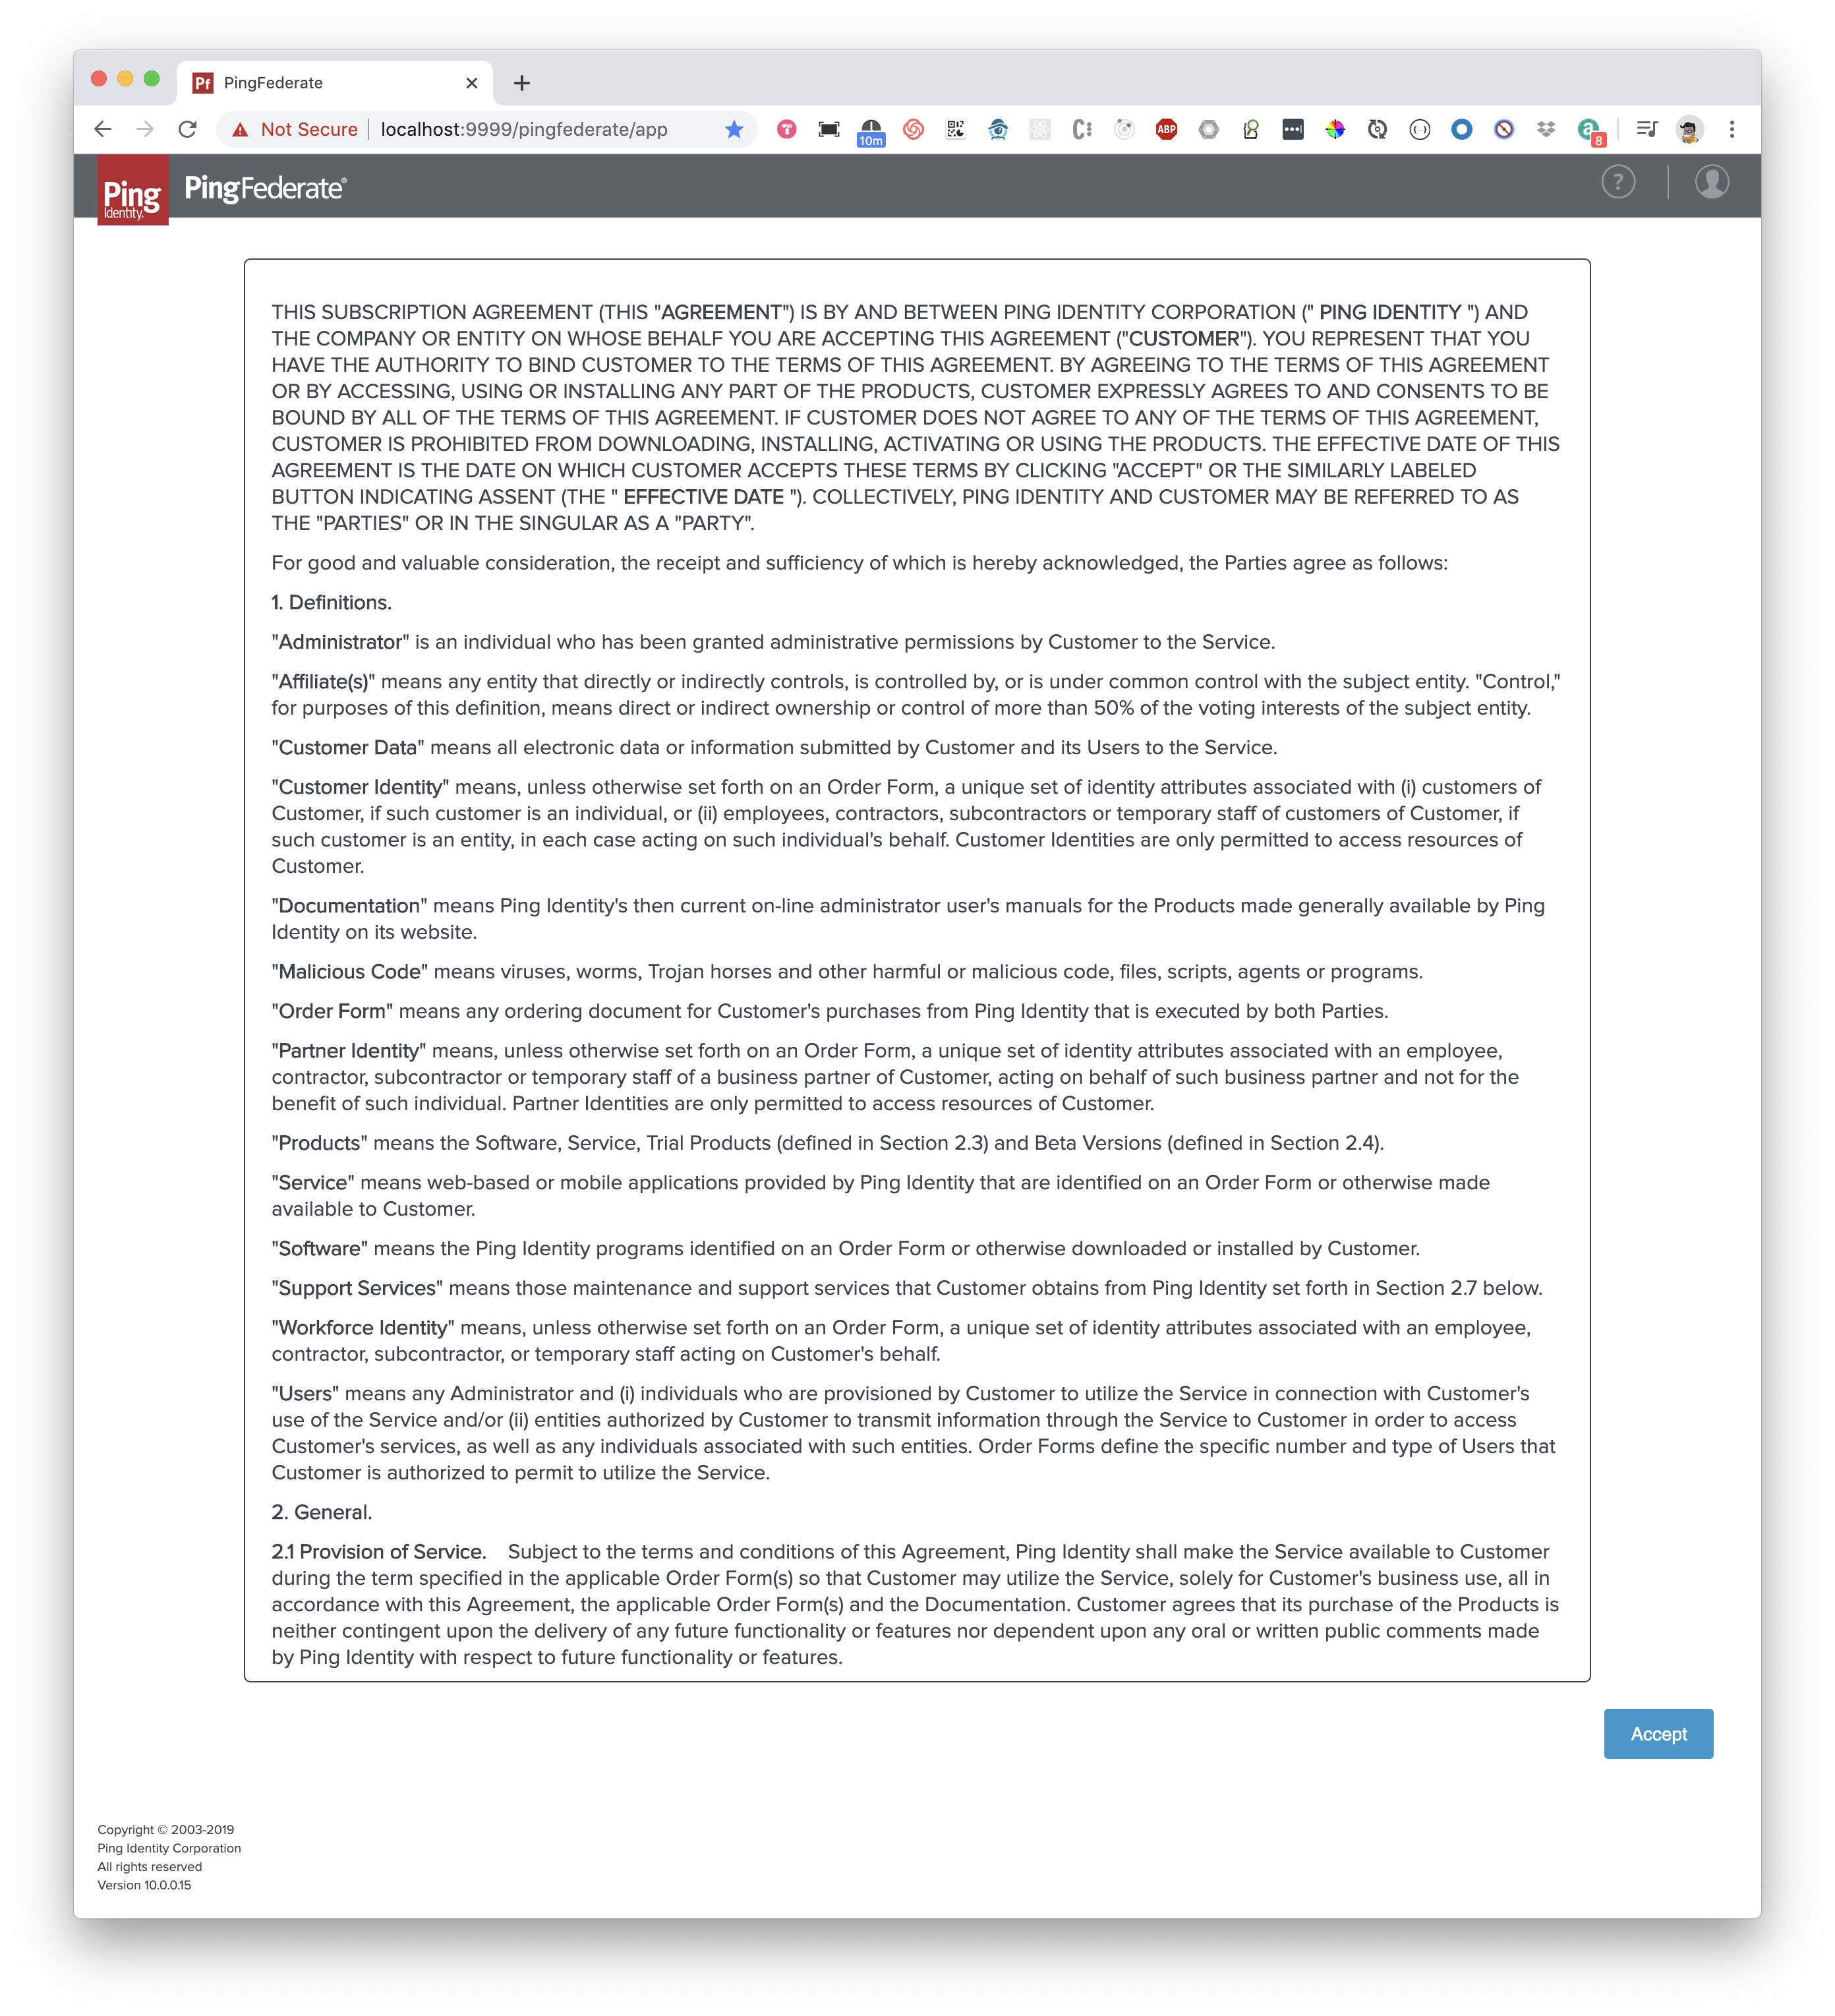 Pf PingFederate
Not Secure localhost:9999/pingfederate/app
10m
ABP
8
Ping
Identity.
PingFederate®
?
THIS SUBSCRIPTION AGREEMENT (THIS "AGREEMENT") IS BY AND BETWEEN PING IDENTITY CORPORATION (" PING IDENTITY ") AND
THE COMPANY OR ENTITY ON WHOSE BEHALF YOU ARE ACCEPTING THIS AGREEMENT ("CUSTOMER"). YOU REPRESENT THAT YOU
HAVE THE AUTHORITY TO BIND CUSTOMER TO THE TERMS OF THIS AGREEMENT. BY AGREEING TO THE TERMS OF THIS AGREEMENT
OR BY ACCESSING, USING OR INSTALLING ANY PART OF THE PRODUCTS, CUSTOMER EXPRESSLY AGREES TO AND CONSENTS TO BE
BOUND BY ALL OF THE TERMS OF THIS AGREEMENT. IF CUSTOMER DOES NOT AGREE TO ANY OF THE TERMS OF THIS AGREEMENT,
CUSTOMER IS PROHIBITED FROM DOWNLOADING, INSTALLING, ACTIVATING OR USING THE PRODUCTS. THE EFFECTIVE DATE OF THIS
AGREEMENT IS THE DATE ON WHICH CUSTOMER ACCEPTS THESE TERMS BY CLICKING "ACCEPT" OR THE SIMILARLY LABELED
BUTTON INDICATING ASSENT (THE " EFFECTIVE DATE "). COLLECTIVELY, PING IDENTITY AND CUSTOMER MAY BE REFERRED TO AS
THE "PARTIES" OR IN THE SINGULAR AS A "PARTY".
For good and valuable consideration, the receipt and sufficiency of which is hereby acknowledged, the Parties agree as follows:
1. Definitions.
"Administrator" is an individual who has been granted administrative permissions by Customer to the Service.
"Affiliate(s)" means any entity that directly or indirectly controls, is controlled by, or is under common control with the subject entity. "Control,"
for purposes of this definition, means direct or indirect ownership or control of more than 50% of the voting interests of the subject entity.
"Customer Data" means all electronic data or information submitted by Customer and its Users to the Service.
"Customer Identity" means, unless otherwise set forth on an Order Form, a unique set of identity attributes associated with (i) customers of
Customer, if such customer is an individual, or (ii) employees, contractors, subcontractors or temporary staff of customers of Customer, if
such customer is an entity, in each case acting on such individual's behalf. Customer Identities are only permitted to access resources of
Customer.
"Documentation" means Ping Identity's then current on-line administrator user's manuals for the Products made generally available by Ping
Identity on its website.
"Malicious Code" means viruses, worms, Trojan horses and other harmful or malicious code, files, scripts, agents or programs.
"Order Form" means any ordering document for Customer's purchases from Ping Identity that is executed by both Parties.
"Partner Identity" means, unless otherwise set forth on an Order Form, a unique set of identity attributes associated with an employee,
contractor, subcontractor or temporary staff of a business partner of Customer, acting on behalf of such business partner and not for the
benefit of such individual. Partner Identities are only permitted to access resources of Customer.
"Products" means the Software, Service, Trial Products (defined in Section 2.3) and Beta Versions (defined in Section 2.4).
"Service" means web-based or mobile applications provided by Ping Identity that are identified on an Order Form or otherwise made
available to Customer.
"Software" means the Ping Identity programs identified on an Order Form or otherwise downloaded or installed by Customer.
"Support Services" means those maintenance and support services that Customer obtains from Ping Identity set forth in Section 2.7 below.
"Workforce Identity" means, unless otherwise set forth on an Order Form, a unique set of identity attributes associated with an employee,
contractor, subcontractor, or temporary staff acting on Customer's behalf.
"Users" means any Administrator and (i) individuals who are provisioned by Customer to utilize the Service in connection with Customer's
use of the Service and/or (ii) entities authorized by Customer to transmit information through the Service to Customer in order to access
Customer's services, as well as any individuals associated with such entities. Order Forms define the specific number and type of Users that
Customer is authorized to permit to utilize the Service.
2. General.
2.1 Provision of Service. Subject to the terms and conditions of this Agreement, Ping Identity shall make the Service available to Customer
during the term specified in the applicable Order Form(s) so that Customer may utilize the Service, solely for Customer's business use, all in
accordance with this Agreement, the applicable Order Form(s) and the Documentation. Customer agrees that its purchase of the Products is
neither contingent upon the delivery of any future functionality or features nor dependent upon any oral or written public comments made
by Ping Identity with respect to future functionality or features.
Accept
Copyright © 2003-2019
Ping Identity Corporation
All rights reserved
Version 10.0.0.15